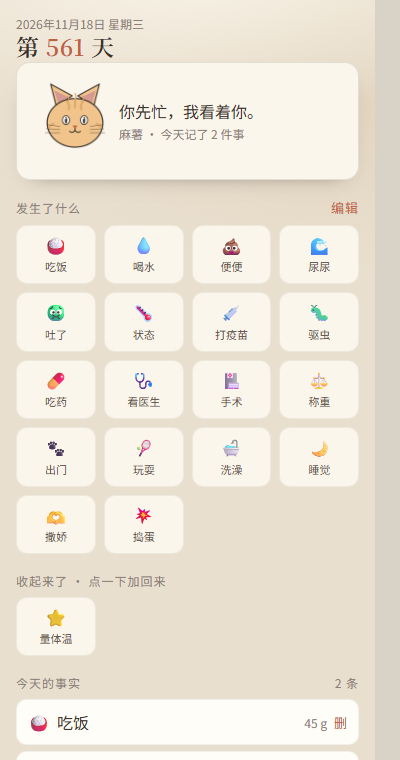 2026年11月18日 星期三
第 561 天
你先忙，我看着你。
麻薯 · 今天记了 2 件事
发生了什么 编辑
吃饭 喝水 便便 尿尿
吐了 状态 打疫苗 驱虫
吃药 看医生 手术 称重
出门 玩耍 洗澡 睡觉
撒娇 捣蛋
收起来了 · 点一下加回来
量体温
今天的事实 2 条
吃饭 45 g 删